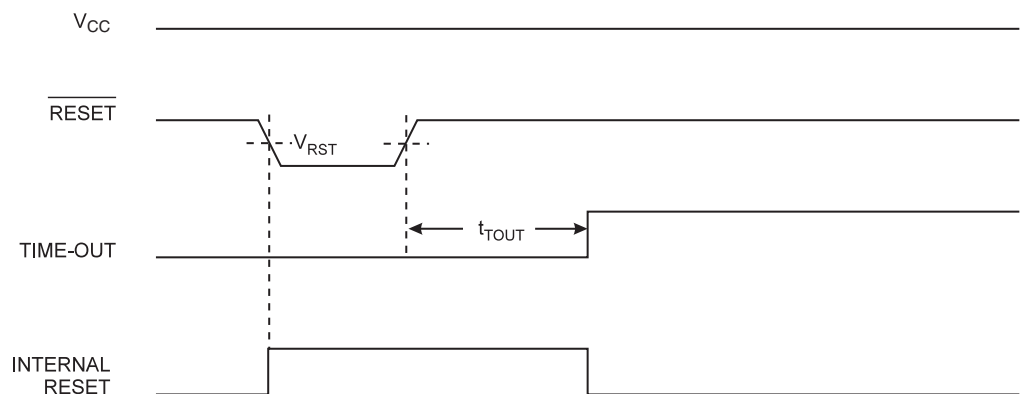 VCC
RESET
VRST
tTOUT
TIME-OUT
INTERNAL
RESET